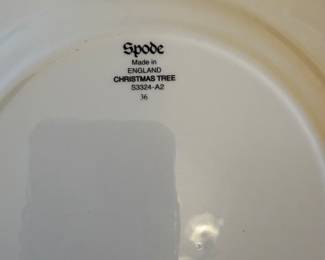 Spode
Made in
ENGLAND
CHRISTMAS TREE
S3324-A2
36